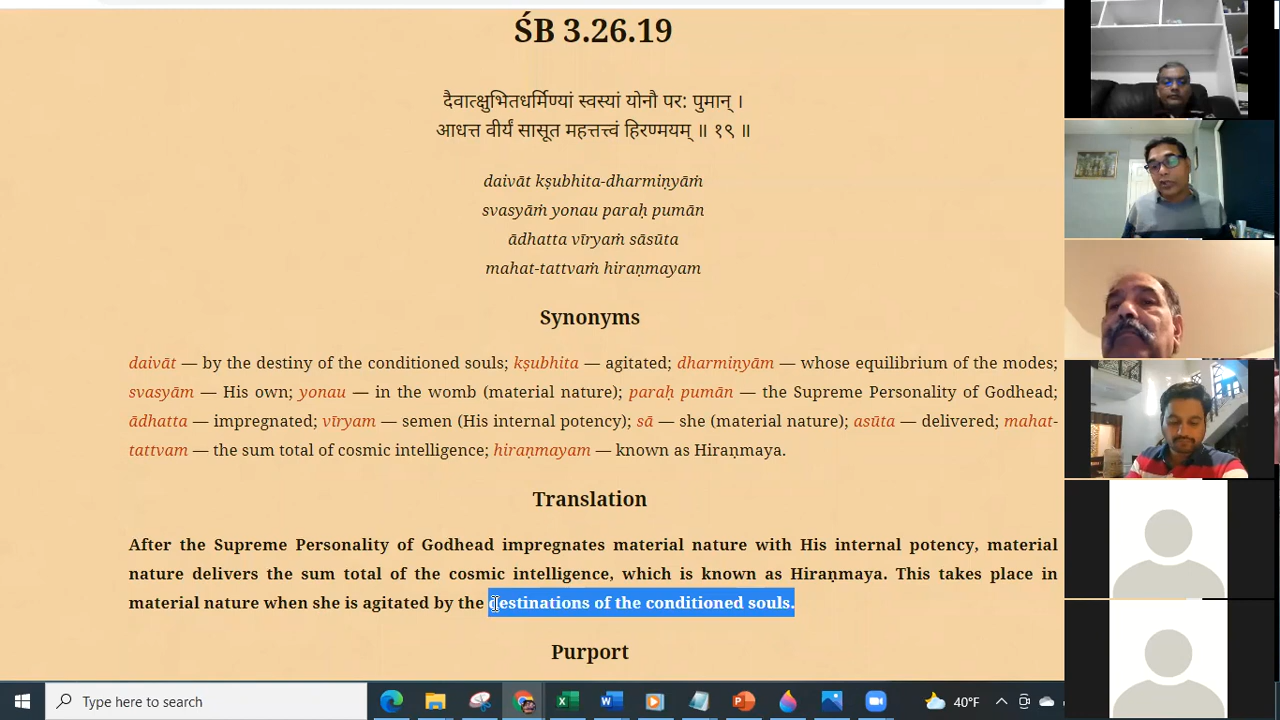 ŚB 3.26.19
दैवात्क्षुभितधर्मिण्यां स्वस्यां योनौ पर: पुमान् ।
आधत्त वीर्यं सासूत महत्तत्त्वं हिरण्मयम् ॥ १९ ॥
daivāt kṣubhita-dharmiṇyāṁ
svasyāṁ yonau paraḥ pumān
ādhatta vīryaṁ sāsūta
mahat-tattvaṁ hiraṇmayam
Synonyms
daivāt — by the destiny of the conditioned souls; kṣubhita — agitated; dharmiṇyām — whose equilibrium of the modes;
svasyām — His own; yonau — in the womb (material nature); paraḥ pumān — the Supreme Personality of Godhead;
ādhatta — impregnated; vīryam — semen (His internal potency); sā — she (material nature); asūta — delivered; mahat-
tattvam — the sum total of cosmic intelligence; hiraṇmayam — known as Hiraṇmaya.
Translation
After the Supreme Personality of Godhead impregnates material nature with His internal potency, material
nature delivers the sum total of the cosmic intelligence, which is known as Hiraṇmaya. This takes place in
material nature when she is agitated by the destinations of the conditioned souls.
Purport
Type here to search
40°F